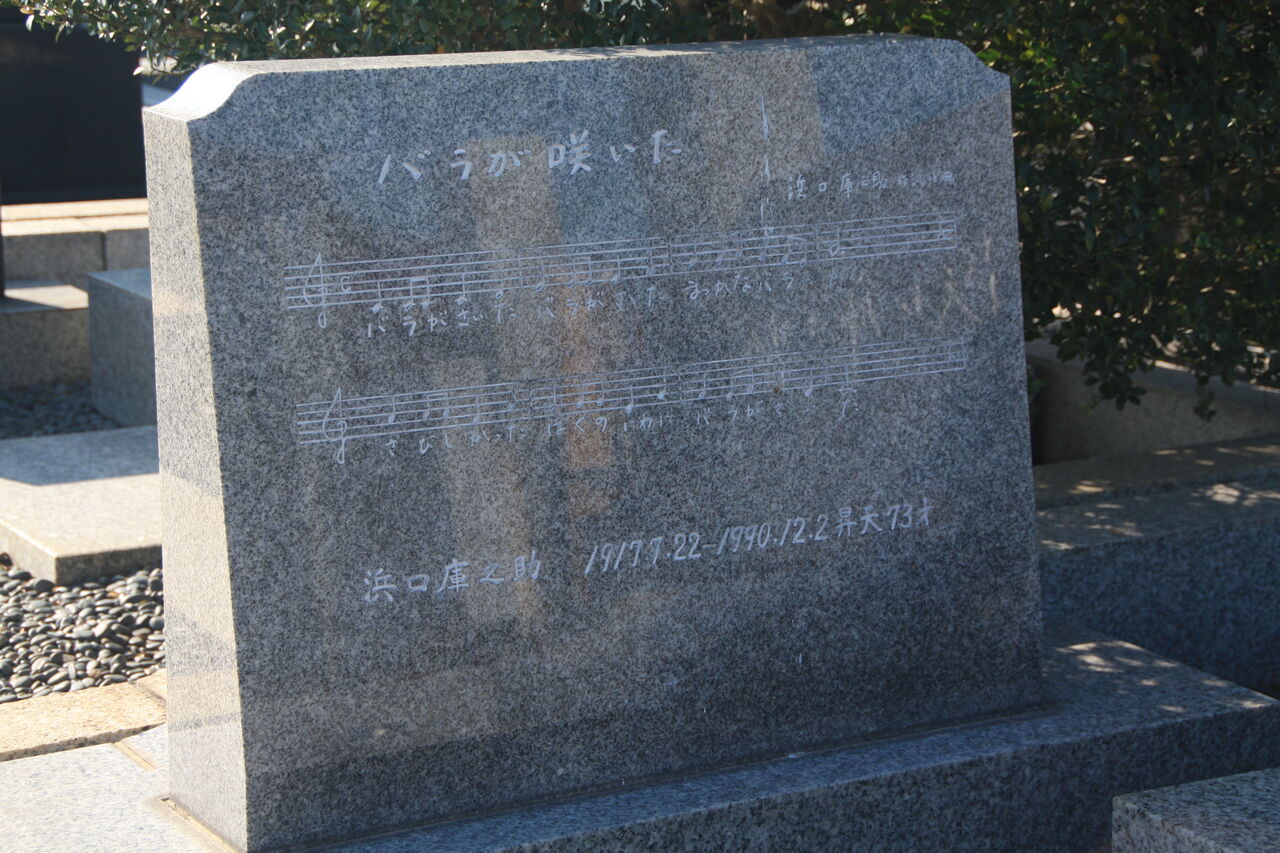 バラが咲いた
浜口庫之助 作詞作曲
バラがさいた バラがさいた まっかなバラ
さびしかった ぼくのにわに バラがさいた
浜口庫之助 1917.7.22-1990.12.2昇天73才